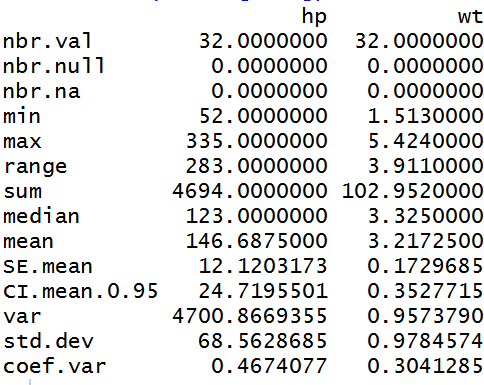 hp wt
nbr.val 32.0000000 32.0000000
nbr.null 0.0000000 0.0000000
nbr.na 0.0000000 0.0000000
min 52.0000000 1.5130000
max 335.0000000 5.4240000
range 283.0000000 3.9110000
sum 4694.0000000 102.9520000
median 123.0000000 3.3250000
mean 146.6875000 3.2172500
SE.mean 12.1203173 0.1729685
CI.mean.0.95 24.7195501 0.3527715
var 4700.8669355 0.9573790
std.dev 68.5628685 0.9784574
coef.var 0.4674077 0.3041285